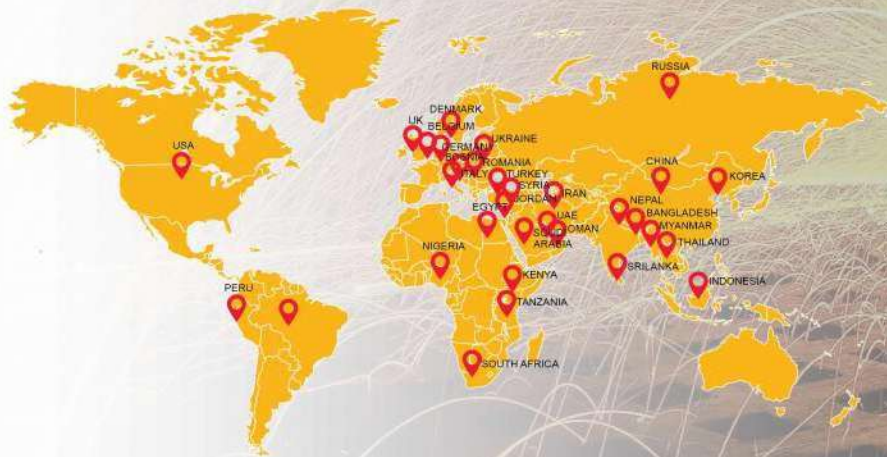 RUSSIA
DENMARK
UK
BELGIUM
UKRAINE
USA
GERMANY
BOSNIA
ROMANIA
ITALY
TURKEY
CHINA
KOREA
SYRIA
IRAN
JORDAN
NEPAL
EGYPT
UAE
BANGLADESH
OMAN
MYANMAR
SAUDI
ARABIA
THAILAND
NIGERIA
SRILANKA
KENYA
INDONESIA
PERU
TANZANIA
SOUTH AFRICA